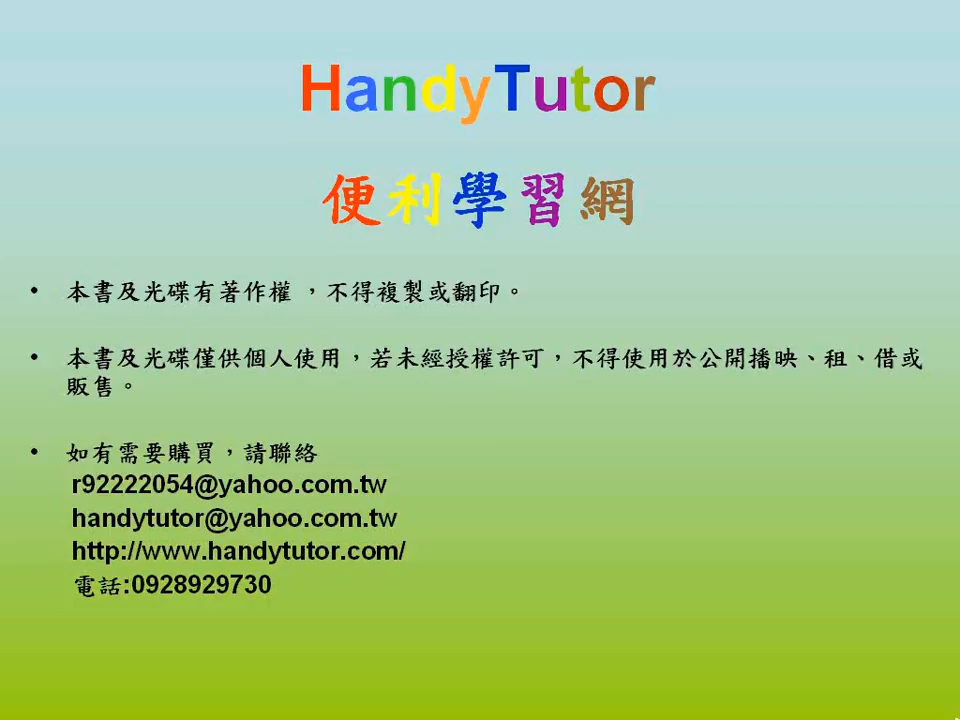 HandyTutor
便利學習網
• 本書及光碟有著作權 ，不得複製或翻印。
• 本書及光碟僅供個人使用，若未經授權許可，不得使用於公開播映、租、借或
販售。
• 如有需要購買，請聯絡
r92222054@yahoo.com.tw
handytutor@yahoo.com.tw
http://www.handytutor.com/
電話:0928929730